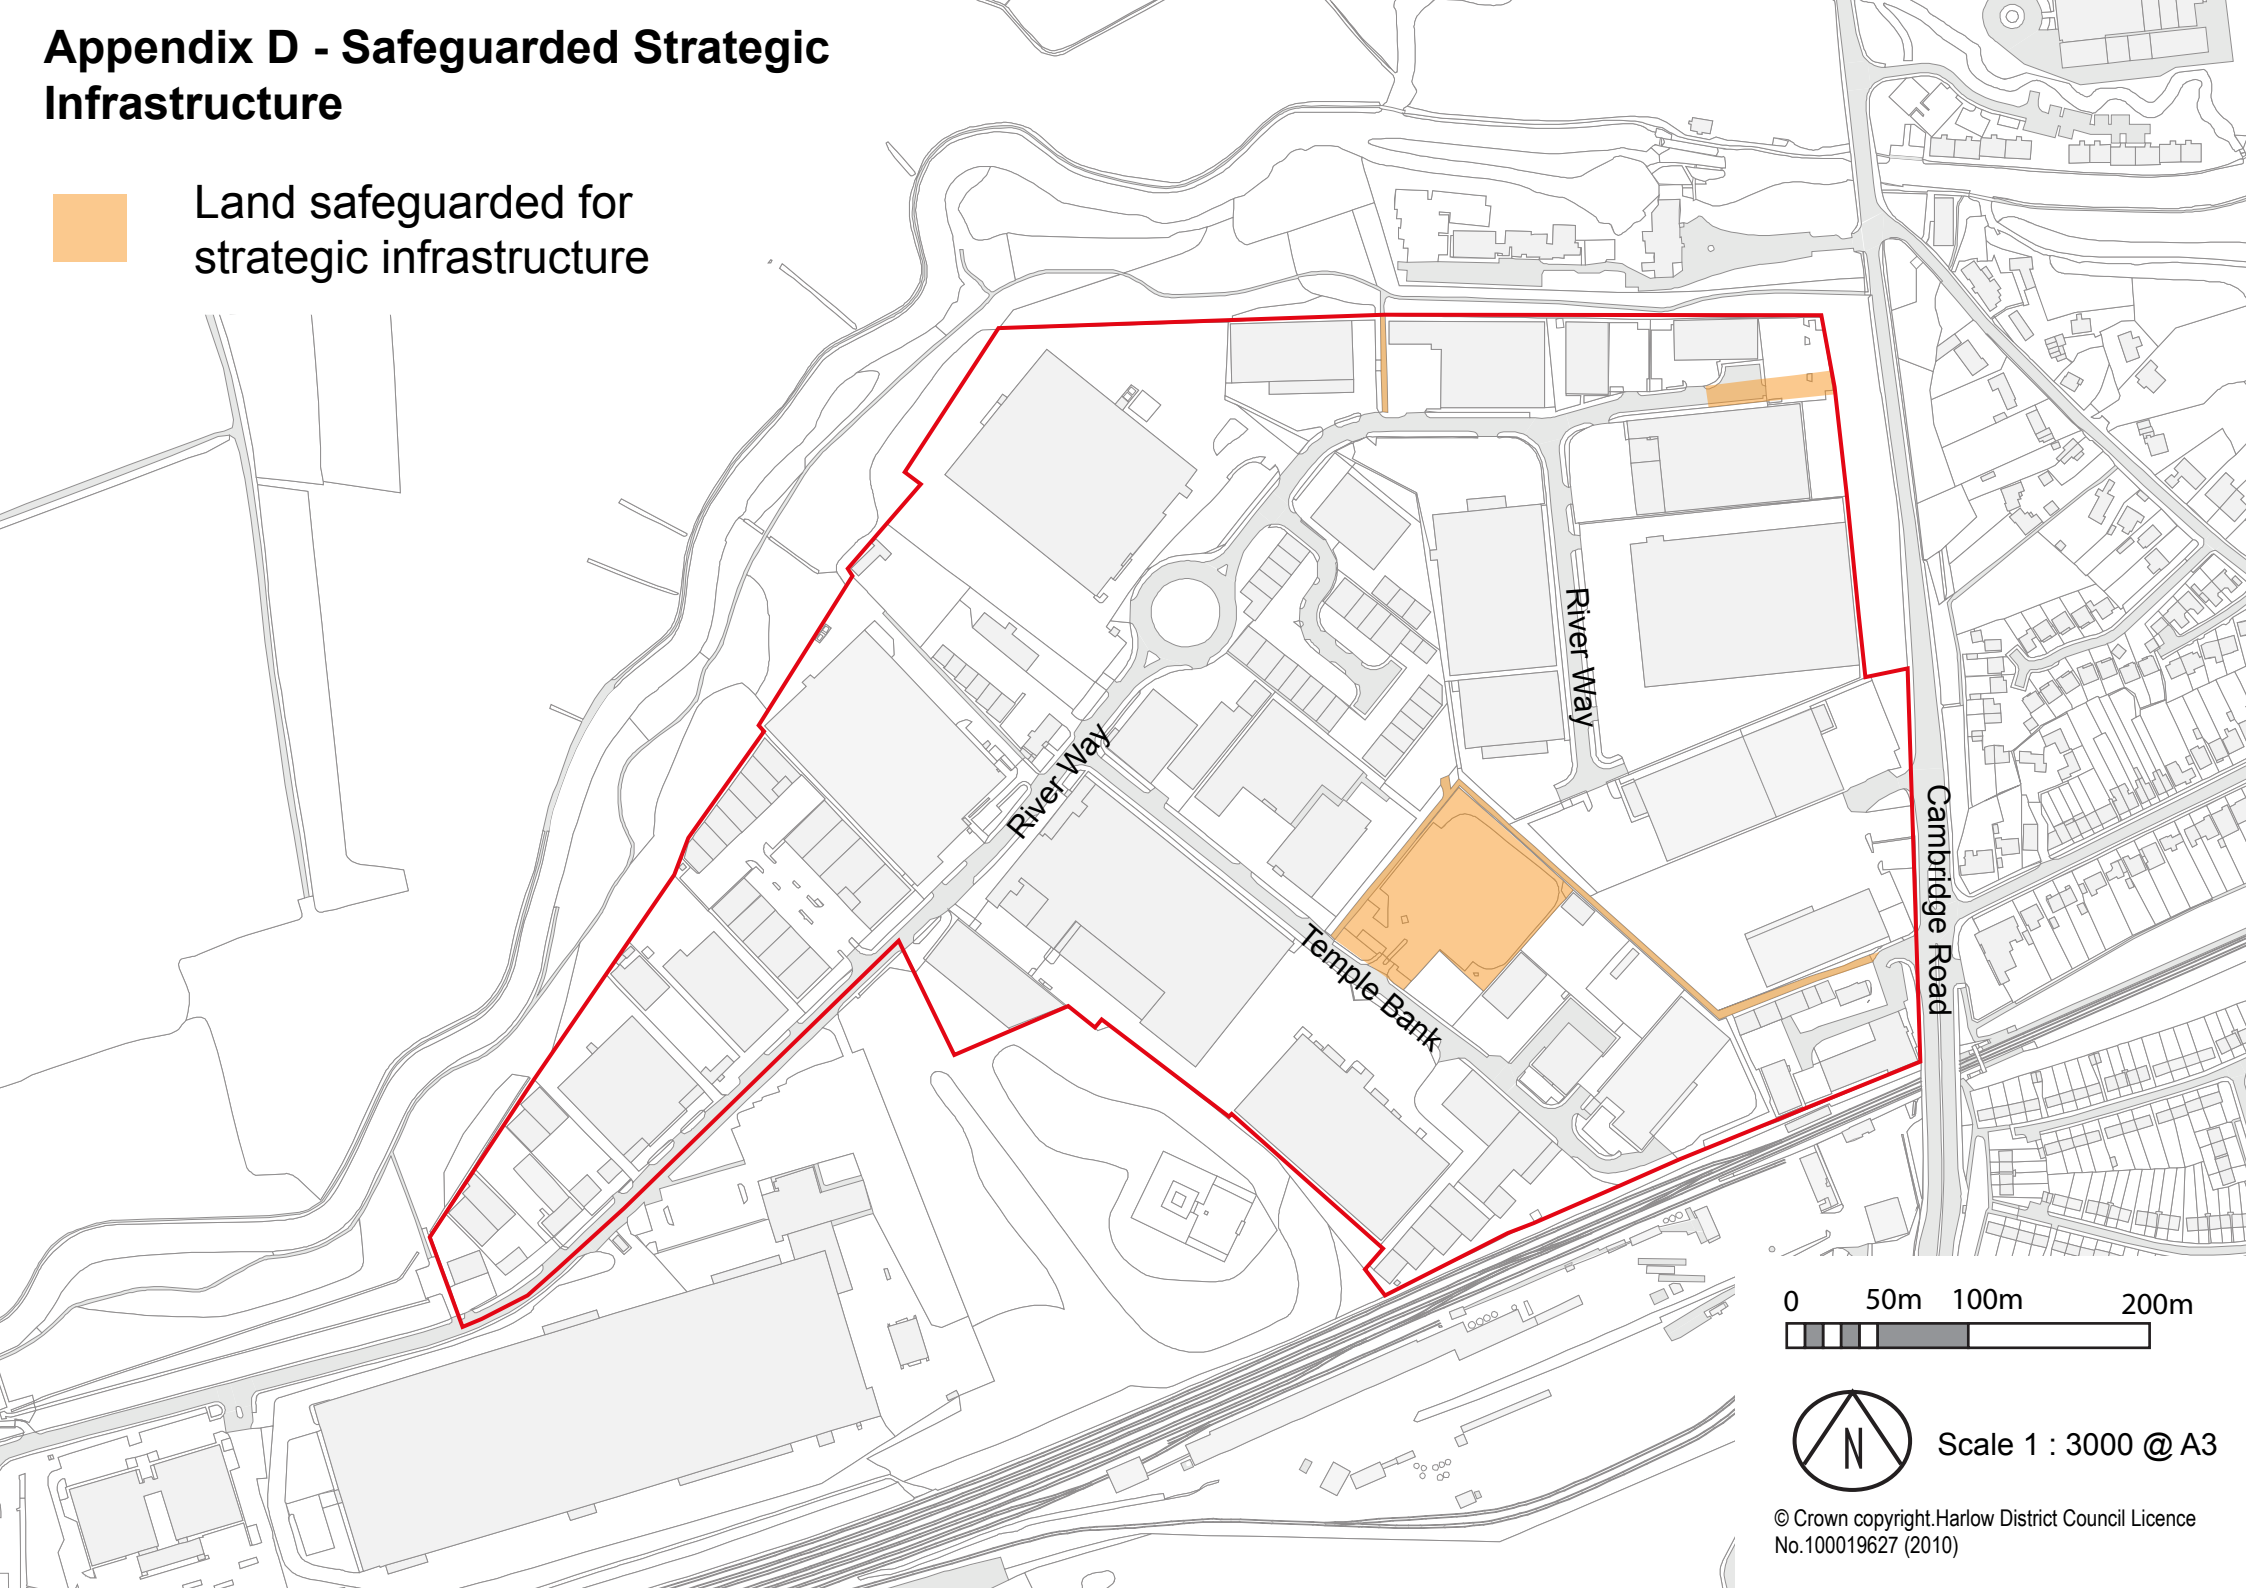 Appendix D - Safeguarded Strategic
Infrastructure
Land safeguarded for
strategic infrastructure
River Way
River Way
Temple Bank
Cambridge Road
0 50m 100m 200m
N
Scale 1 : 3000 @ A3
© Crown copyright.Harlow District Council Licence
No.100019627 (2010)